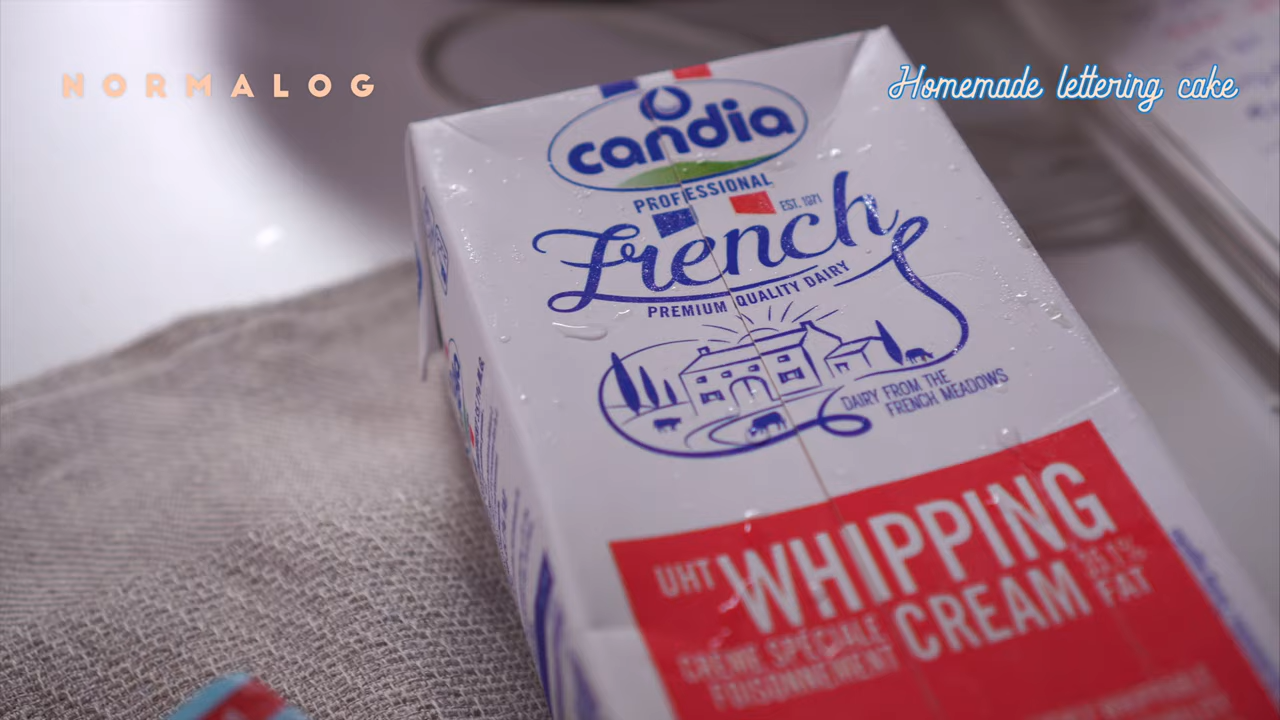 NORMALOG
Homemade lettering cake
candia
PROFESSIONAL
EST. 1971
French
PREMIUM QUALITY DAIRY
DAIRY FROM THE
FRENCH MEADOWS
UHT WHIPPING
CREAM 35,1%
FAT
CRÈME SPÉCIALE
FOISONNEMENT